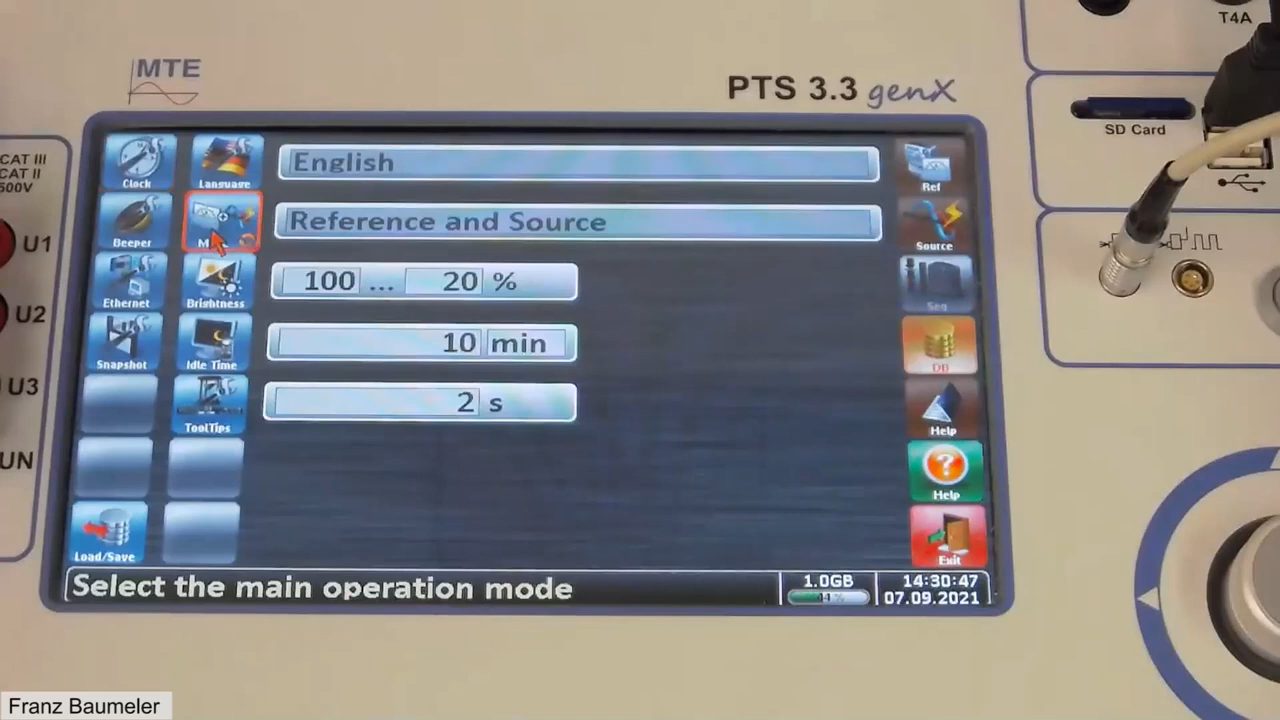 MTE
PTS 3.3 genX
T4A
SD Card
CAT III
CAT II
500V
U1
U2
U3
UN
Clock
Language
English
Ref
Beeper
Reference and Source
Source
Ethernet
Brightness
100 ... 20 %
Seq
Snapshot
Idle Time
10 min
DB
ToolTips
2 s
Help
Help
Load/Save
Exit
Select the main operation mode
1.0GB
14:30:47
07.09.2021
Franz Baumeler